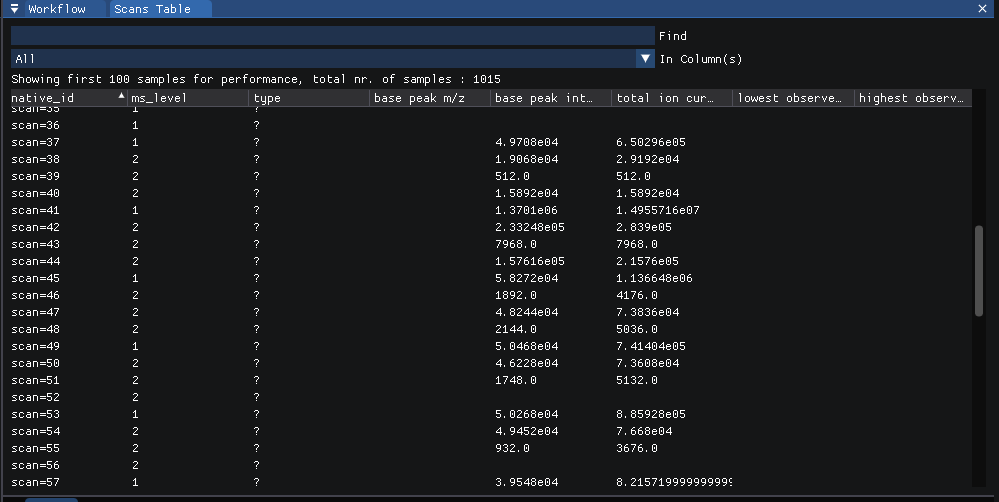 Workflow Scans Table
Find
All In Column(s)
Showing first 100 samples for performance, total nr. of samples : 1015
native_id ms_level type base peak m/z base peak int… total ion cur… lowest observe… highest observ…
scan=35 1 ?
scan=36 1 ?
scan=37 1 ? 4.9708e04 6.50296e05
scan=38 2 ? 1.9068e04 2.9192e04
scan=39 2 ? 512.0 512.0
scan=40 2 ? 1.5892e04 1.5892e04
scan=41 1 ? 1.3701e06 1.4955716e07
scan=42 2 ? 2.33248e05 2.839e05
scan=43 2 ? 7968.0 7968.0
scan=44 2 ? 1.57616e05 2.1576e05
scan=45 1 ? 5.8272e04 1.136648e06
scan=46 2 ? 1892.0 4176.0
scan=47 2 ? 4.8244e04 7.3836e04
scan=48 2 ? 2144.0 5036.0
scan=49 1 ? 5.0468e04 7.41404e05
scan=50 2 ? 4.6228e04 7.3608e04
scan=51 2 ? 1748.0 5132.0
scan=52 2 ?
scan=53 1 ? 5.0268e04 8.85928e05
scan=54 2 ? 4.9452e04 7.668e04
scan=55 2 ? 932.0 3676.0
scan=56 2 ?
scan=57 1 ? 3.9548e04 8.215719999999999